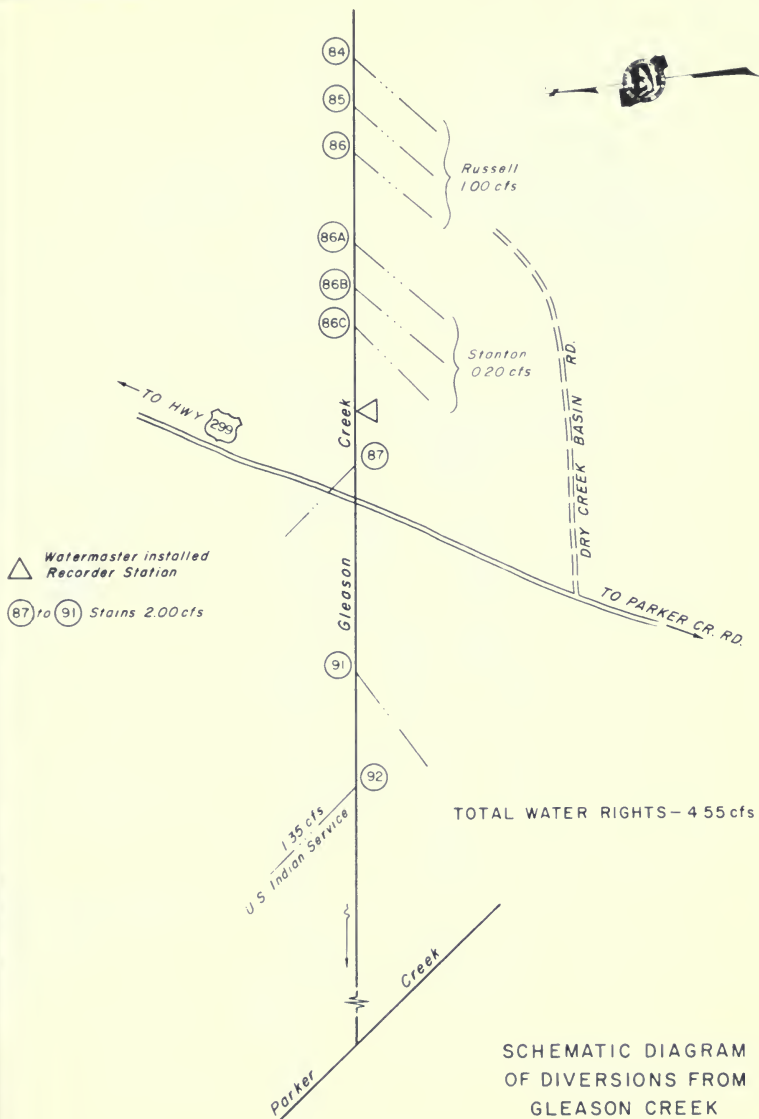 84
85
86
Russell
1.00 cfs
86A
86B
86C
Stanton
0.20 cfs
DRY CREEK BASIN RD.
TO HWY 299
Creek
87
Watermaster installed
Recorder Station
87 to 91 Stains 2.00 cfs
Gleason
TO PARKER CR. RD.
91
92
1.35 cfs
U S Indian Service
TOTAL WATER RIGHTS - 4.55 cfs
Parker Creek
SCHEMATIC DIAGRAM
OF DIVERSIONS FROM
GLEASON CREEK